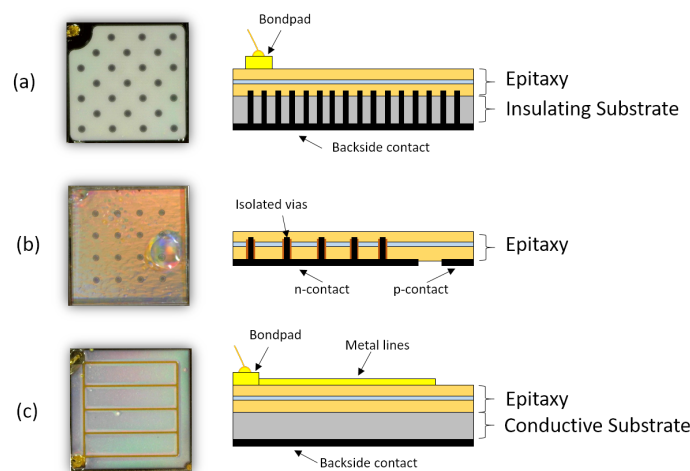 Bondpad
(a)
Epitaxy
Insulating Substrate
Backside contact
Isolated vias
(b)
Epitaxy
n-contact
p-contact
Bondpad
Metal lines
(c)
Epitaxy
Conductive Substrate
Backside contact